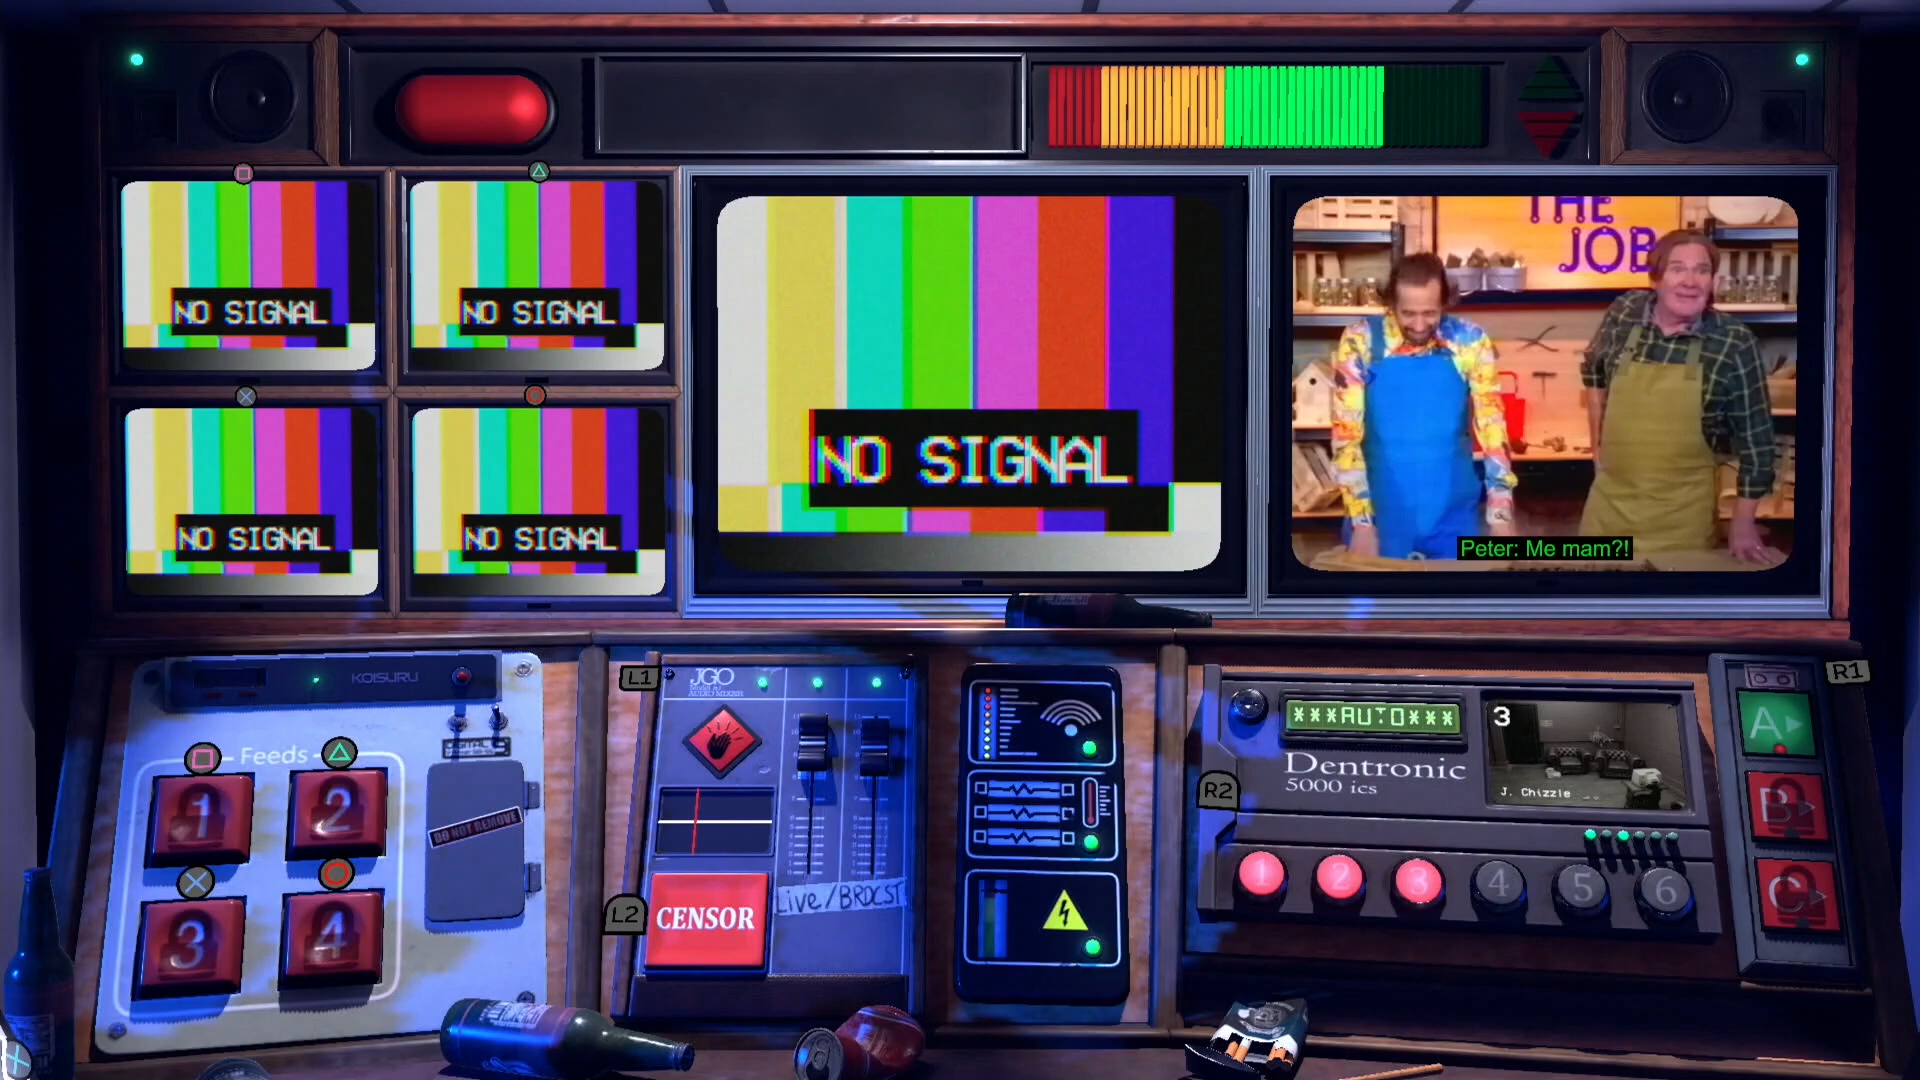 NO SIGNAL
NO SIGNAL
NO SIGNAL
NO SIGNAL
NO SIGNAL
THE
JOB
Peter: Me mam?!
KOISURU
Feeds
1
2
3
4
DO NOT REMOVE
L1
JGO
AUDIO MIXER
L2
CENSOR
Live/BRDCST
***AUTO***
Dentronic
5000 ics
3
J. Chizzle
R2
1
2
3
4
5
6
R1
A
B
C